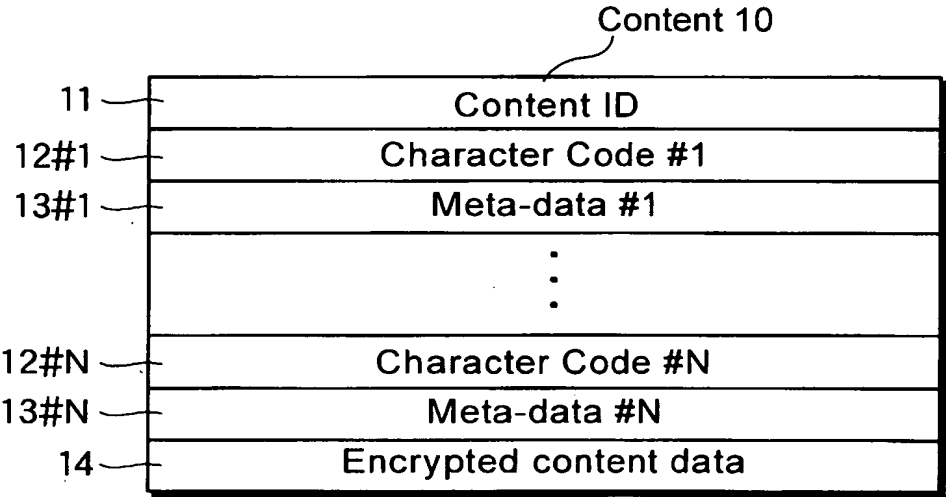 Content 10
11 Content ID
12#1 Character Code #1
13#1 Meta-data #1
12#N Character Code #N
13#N Meta-data #N
14 Encrypted content data